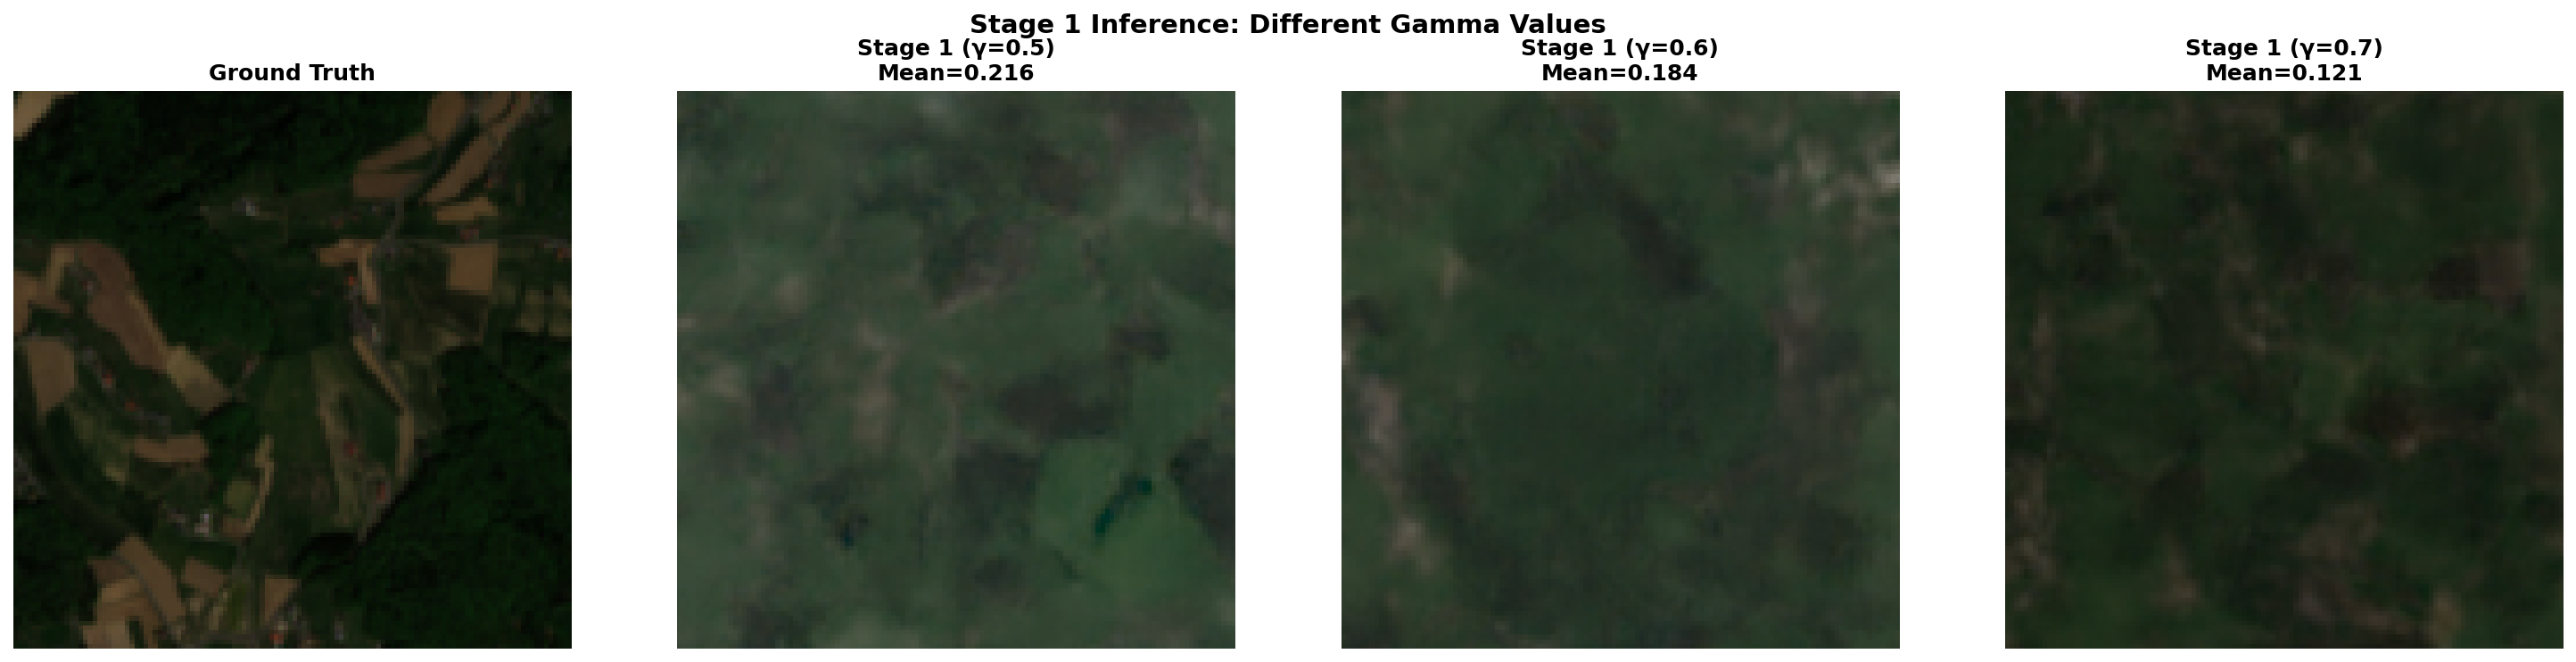 Stage 1 Inference: Different Gamma Values
Ground Truth
Stage 1 (γ=0.5)
Mean=0.216
Stage 1 (γ=0.6)
Mean=0.184
Stage 1 (γ=0.7)
Mean=0.121